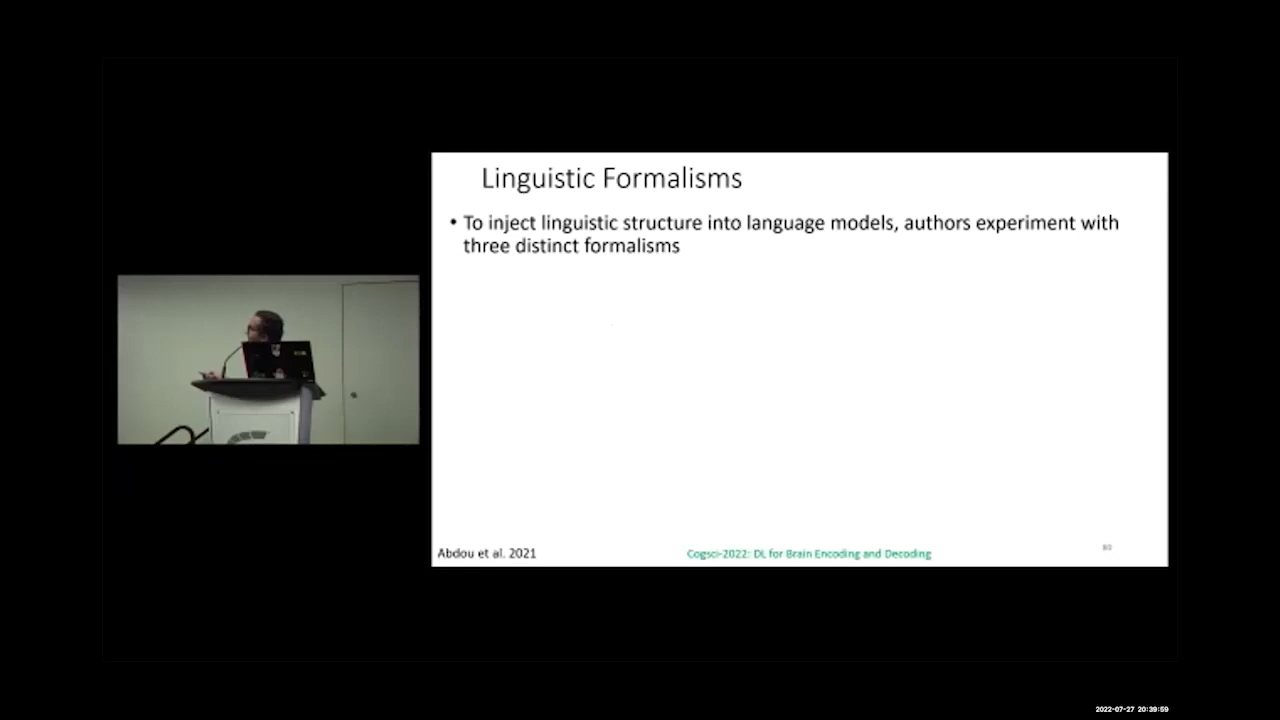 Linguistic Formalisms
• To inject linguistic structure into language models, authors experiment with
three distinct formalisms
Abdou et al. 2021
Cogsci-2022: DL for Brain Encoding and Decoding
80
2022-07-27 20:39:59